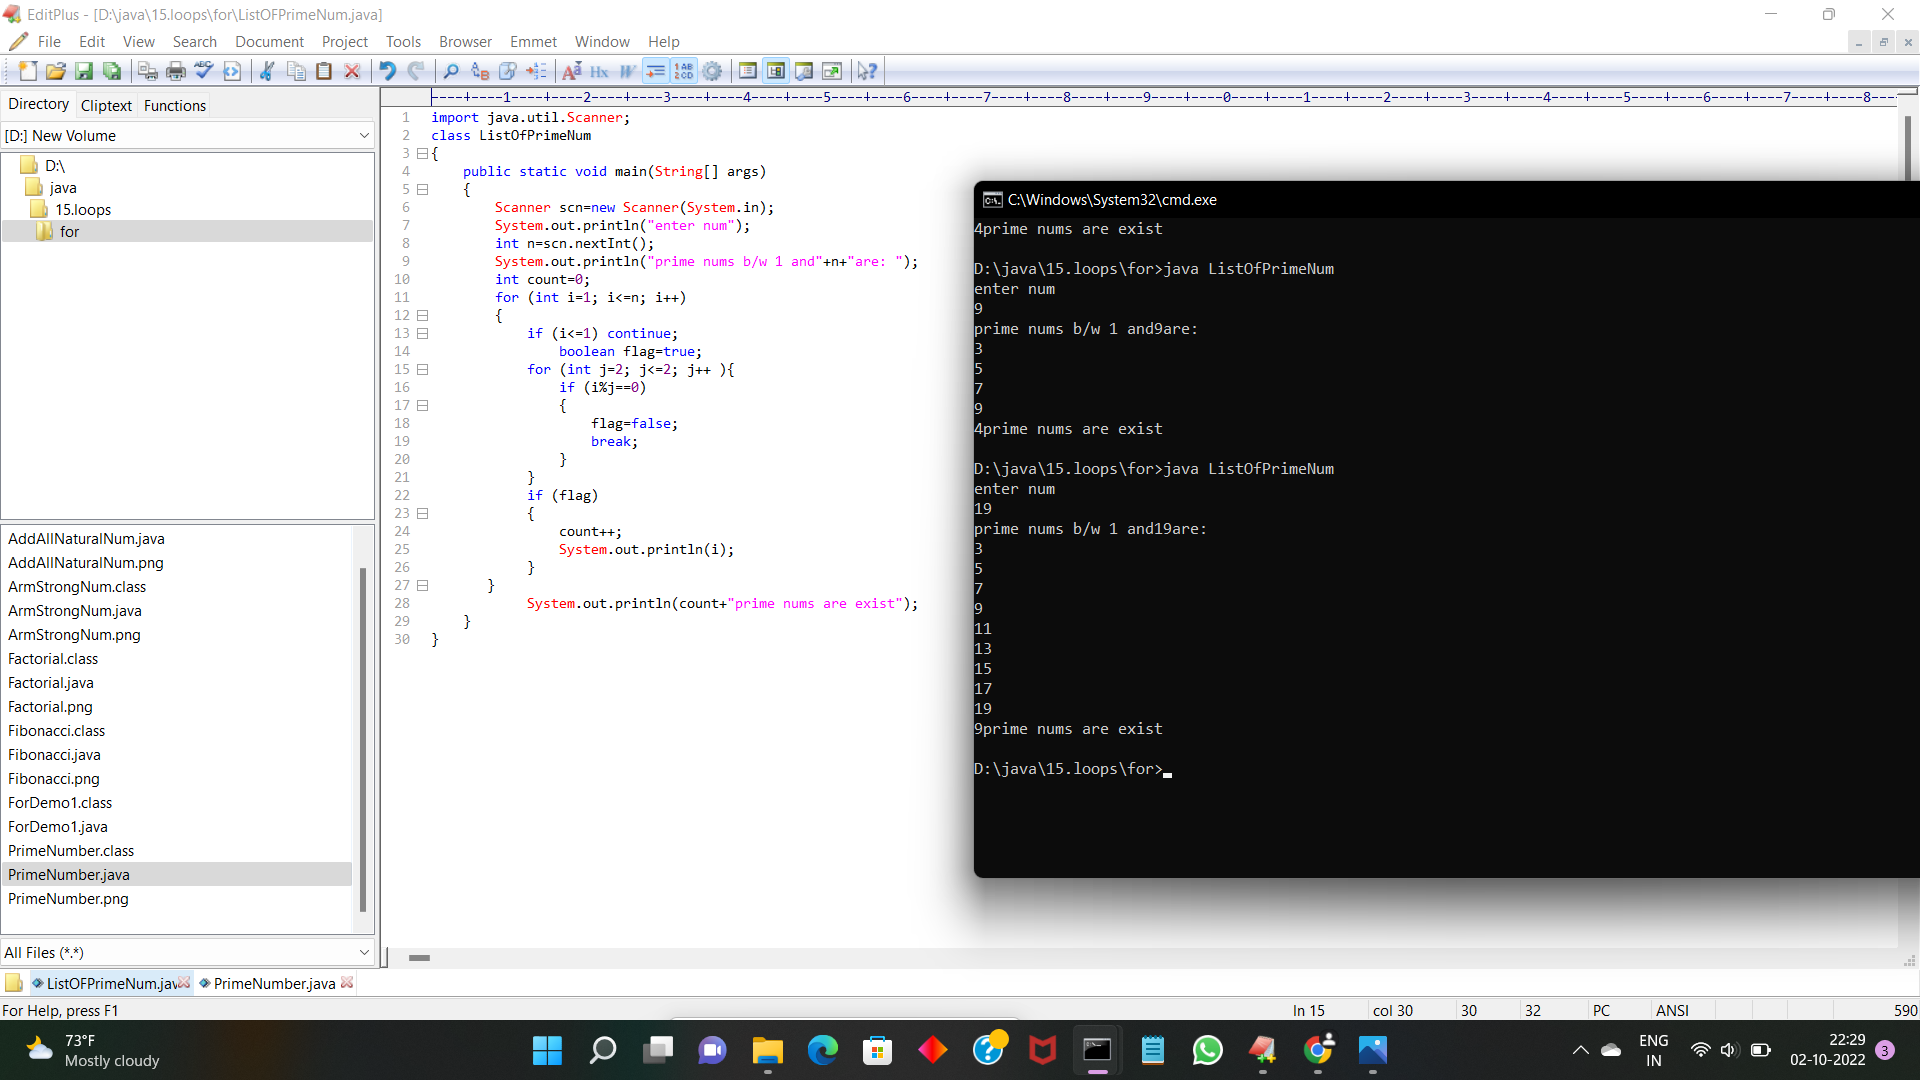 EditPlus - [D:\java\15.loops\for\ListOFPrimeNum.java]
File Edit View Search Document Project Tools Browser Emmet Window Help
Directory Cliptext Functions
[D:] New Volume
D:\
java
15.loops
for
AddAllNaturalNum.java
AddAllNaturalNum.png
ArmStrongNum.class
ArmStrongNum.java
ArmStrongNum.png
Factorial.class
Factorial.java
Factorial.png
Fibonacci.class
Fibonacci.java
Fibonacci.png
ForDemo1.class
ForDemo1.java
PrimeNumber.class
PrimeNumber.java
PrimeNumber.png
All Files (*.*)
----+----1----+----2----+----3----+----4----+----5----+----6----+----7----+----8----+----9----+----0----+----1----+----2----+----3----+----4----+----5----+----6----+----7----+----8---
1 import java.util.Scanner;
2 class ListOfPrimeNum
3 {
4 public static void main(String[] args)
5 {
6 Scanner scn=new Scanner(System.in);
7 System.out.println("enter num");
8 int n=scn.nextInt();
9 System.out.println("prime nums b/w 1 and"+n+"are: ");
10 int count=0;
11 for (int i=1; i<=n; i++)
12 {
13 if (i<=1) continue;
14 boolean flag=true;
15 for (int j=2; j<=2; j++ ){
16 if (i%j==0)
17 {
18 flag=false;
19 break;
20 }
21 }
22 if (flag)
23 {
24 count++;
25 System.out.println(i);
26 }
27 }
28 System.out.println(count+"prime nums are exist");
29 }
30 }
C:\Windows\System32\cmd.exe
4prime nums are exist
D:\java\15.loops\for>java ListOfPrimeNum
enter num
9
prime nums b/w 1 and9are:
3
5
7
9
4prime nums are exist
D:\java\15.loops\for>java ListOfPrimeNum
enter num
19
prime nums b/w 1 and19are:
3
5
7
9
11
13
15
17
19
9prime nums are exist
D:\java\15.loops\for>
ListOFPrimeNum.jav PrimeNumber.java
For Help, press F1 ln 15 col 30 30 32 PC ANSI 590
73°F
Mostly cloudy
ENG
IN
22:29
02-10-2022
3